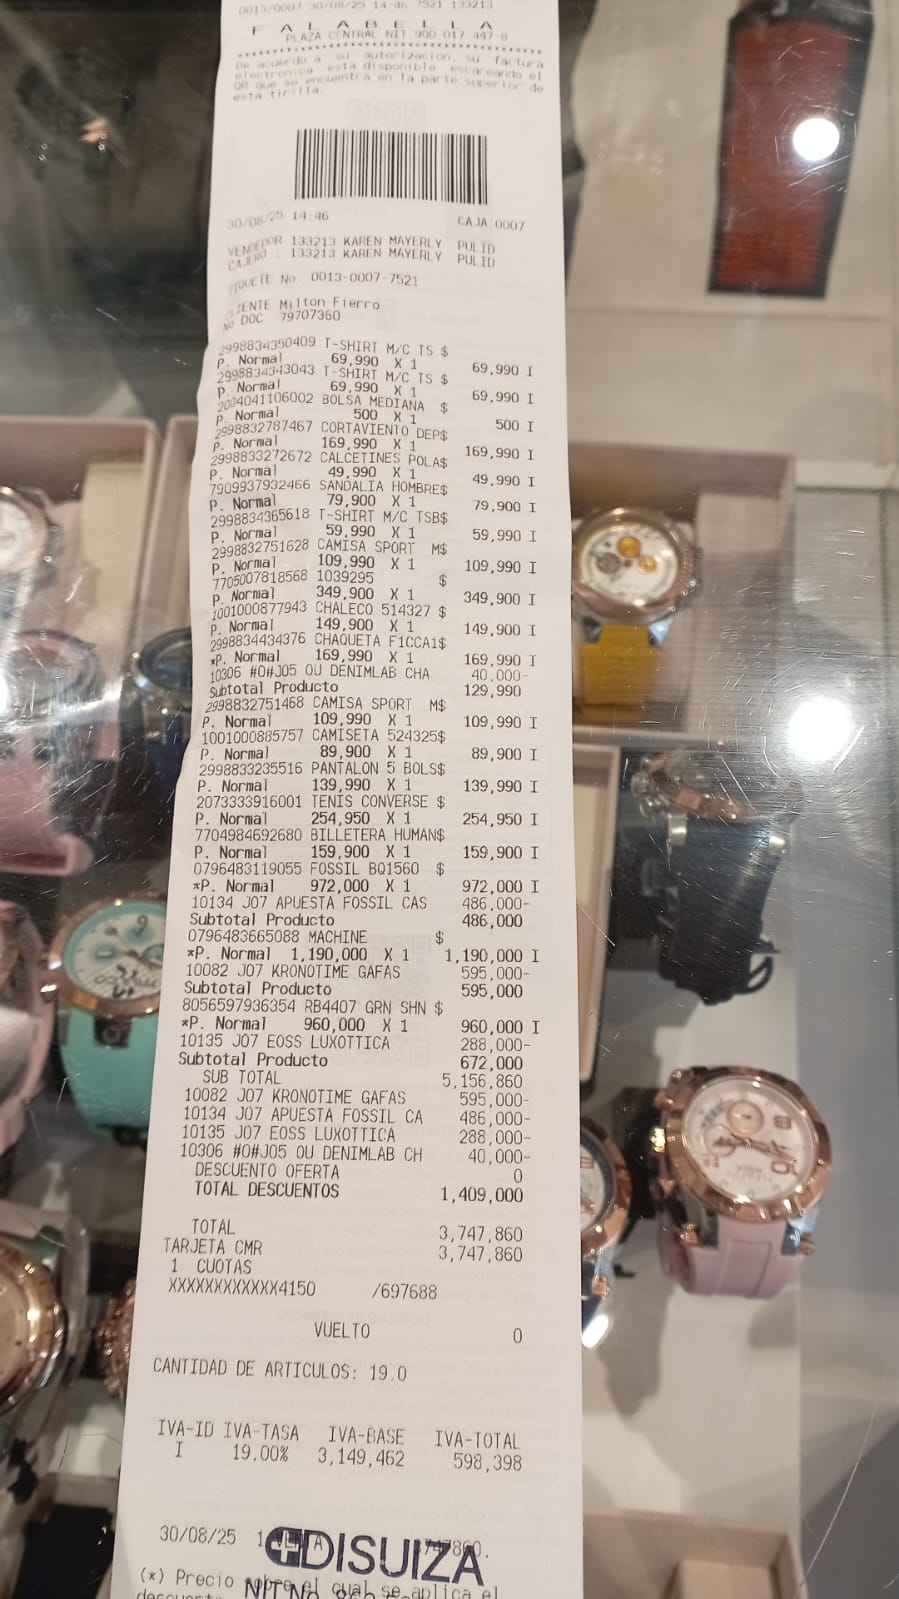 0013/0007 30/08/25 14:46 7521 133213
F A L A B E L L A
PLAZA CENTRAL NIT 900 017 447-8
De acuerdo a su autorizacion, su factura
electronica esta disponible escaneando el
QR que se encuentra en la parte superior de
esta tirilla.
30/08/25 14:46 CAJA 0007
VENDEDOR 133213 KAREN MAYERLY PULID
CAJERO : 133213 KAREN MAYERLY PULID
TIQUETE No. 0013-0007-7521
CLIENTE Milton Fierro
No DOC 79707360
2998834350409 T-SHIRT M/C TS $
P. Normal 69,990 X 1 69,990 I
2998834343043 T-SHIRT M/C TS $
P. Normal 69,990 X 1 69,990 I
2004041106002 BOLSA MEDIANA $
P. Normal 500 X 1 500 I
2998832787467 CORTAVIENTO DEP$
P. Normal 169,990 X 1 169,990 I
2998833272672 CALCETINES POLA$
P. Normal 49,990 X 1 49,990 I
7909937932466 SANDALIA HOMBRE$
P. Normal 79,900 X 1 79,900 I
2998834365618 T-SHIRT M/C TSB$
P. Normal 59,990 X 1 59,990 I
2998832751628 CAMISA SPORT M$
P. Normal 109,990 X 1 109,990 I
7705007818568 1039295 $
P. Normal 349,900 X 1 349,900 I
1001000877943 CHALECO 514327 $
P. Normal 149,900 X 1 149,900 I
2998834434376 CHAQUETA F1CCA1$
*P. Normal 169,990 X 1 169,990 I
10306 #0#J05 OU DENIMLAB CHA 40,000-
Subtotal Producto 129,990
2998832751468 CAMISA SPORT M$
P. Normal 109,990 X 1 109,990 I
1001000885757 CAMISETA 524325$
P. Normal 89,900 X 1 89,900 I
2998833235516 PANTALON 5 BOLS$
P. Normal 139,990 X 1 139,990 I
2073333916001 TENIS CONVERSE $
P. Normal 254,950 X 1 254,950 I
7704984692680 BILLETERA HUMAN$
P. Normal 159,900 X 1 159,900 I
0796483119055 FOSSIL BQ1560 $
*P. Normal 972,000 X 1 972,000 I
10134 J07 APUESTA FOSSIL CAS 486,000-
Subtotal Producto 486,000
0796483665088 MACHINE $
*P. Normal 1,190,000 X 1 1,190,000 I
10082 J07 KRONOTIME GAFAS 595,000-
Subtotal Producto 595,000
8056597936354 RB4407 GRN SHN $
*P. Normal 960,000 X 1 960,000 I
10135 J07 EOSS LUXOTTICA 288,000-
Subtotal Producto 672,000
SUB TOTAL 5,156,860
10082 J07 KRONOTIME GAFAS 595,000-
10134 J07 APUESTA FOSSIL CA 486,000-
10135 J07 EOSS LUXOTTICA 288,000-
10306 #0#J05 OU DENIMLAB CH 40,000-
DESCUENTO OFERTA 0
TOTAL DESCUENTOS 1,409,000
TOTAL 3,747,860
TARJETA CMR 3,747,860
1 CUOTAS
XXXXXXXXXXXX4150 /697688
VUELTO 0
CANTIDAD DE ARTICULOS: 19.0
IVA-ID IVA-TASA IVA-BASE IVA-TOTAL
I 19.00% 3,149,462 598,398
30/08/25
DISUIZA
(*) Precio sobre el cual se aplica el
NIT No.